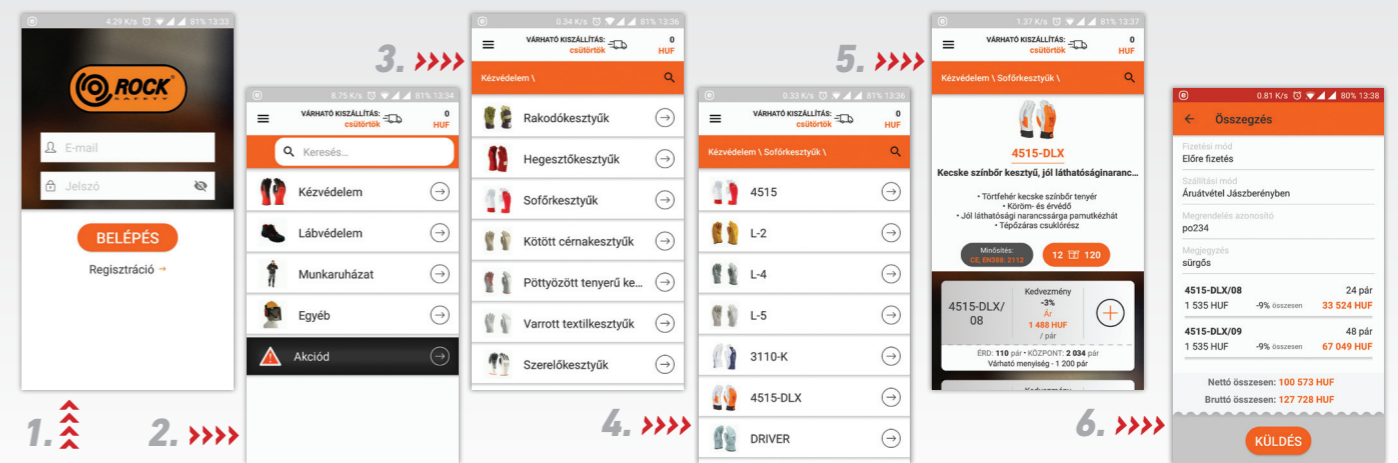 4.29 K/s 81% 13:33
ROCK
SAFETY
E-mail
Jelszó
BELÉPÉS
Regisztráció →
1.
2.
8.75 K/s 81% 13:34
VÁRHATÓ KISZÁLLÍTÁS:
csütörtök
0
HUF
Keresés...
Kézvédelem
Lábvédelem
Munkaruházat
Egyéb
Akciód
3.
0.34 K/s 81% 13:36
VÁRHATÓ KISZÁLLÍTÁS:
csütörtök
0
HUF
Kézvédelem \
Rakodókesztyűk
Hegesztőkesztyűk
Sofőrkesztyűk
Kötött cérnakesztyűk
Pöttyözött tenyerű ke...
Varrott textilkesztyűk
Szerelőkesztyűk
4.
0.33 K/s 81% 13:36
VÁRHATÓ KISZÁLLÍTÁS:
csütörtök
0
HUF
Kézvédelem \ Sofőrkesztyűk \
4515
L-2
L-4
L-5
3110-K
4515-DLX
DRIVER
5.
1.37 K/s 81% 13:37
VÁRHATÓ KISZÁLLÍTÁS:
csütörtök
0
HUF
Kézvédelem \ Sofőrkesztyűk \
4515-DLX
Kecske színbőr kesztyű, jól láthatóságinaranc...
• Törtfehér kecske színbőr tenyér
• Köröm- és érvédő
• Jól láthatósági narancssárga pamutkézhát
• Tépőzáras csuklórész
Minősítés:
CE, EN388: 2112
12 120
4515-DLX/
08
Kedvezmény
-3%
Ár
1 488 HUF
/ pár
ÉRD: 110 pár • KÖZPONT: 2 034 pár
Várható menyiség - 1 200 pár
Kedvezmény
6.
0.81 K/s 80% 13:38
Összegzés
Fizetési mód
Előre fizetés
Szállítási mód
Áruátvétel Jászberényben
Megrendelés azonosító
po234
Megjegyzés
sürgős
4515-DLX/08 24 pár
1 535 HUF -9% összesen 33 524 HUF
4515-DLX/09 48 pár
1 535 HUF -9% összesen 67 049 HUF
Nettó összesen: 100 573 HUF
Bruttó összesen: 127 728 HUF
KÜLDÉS